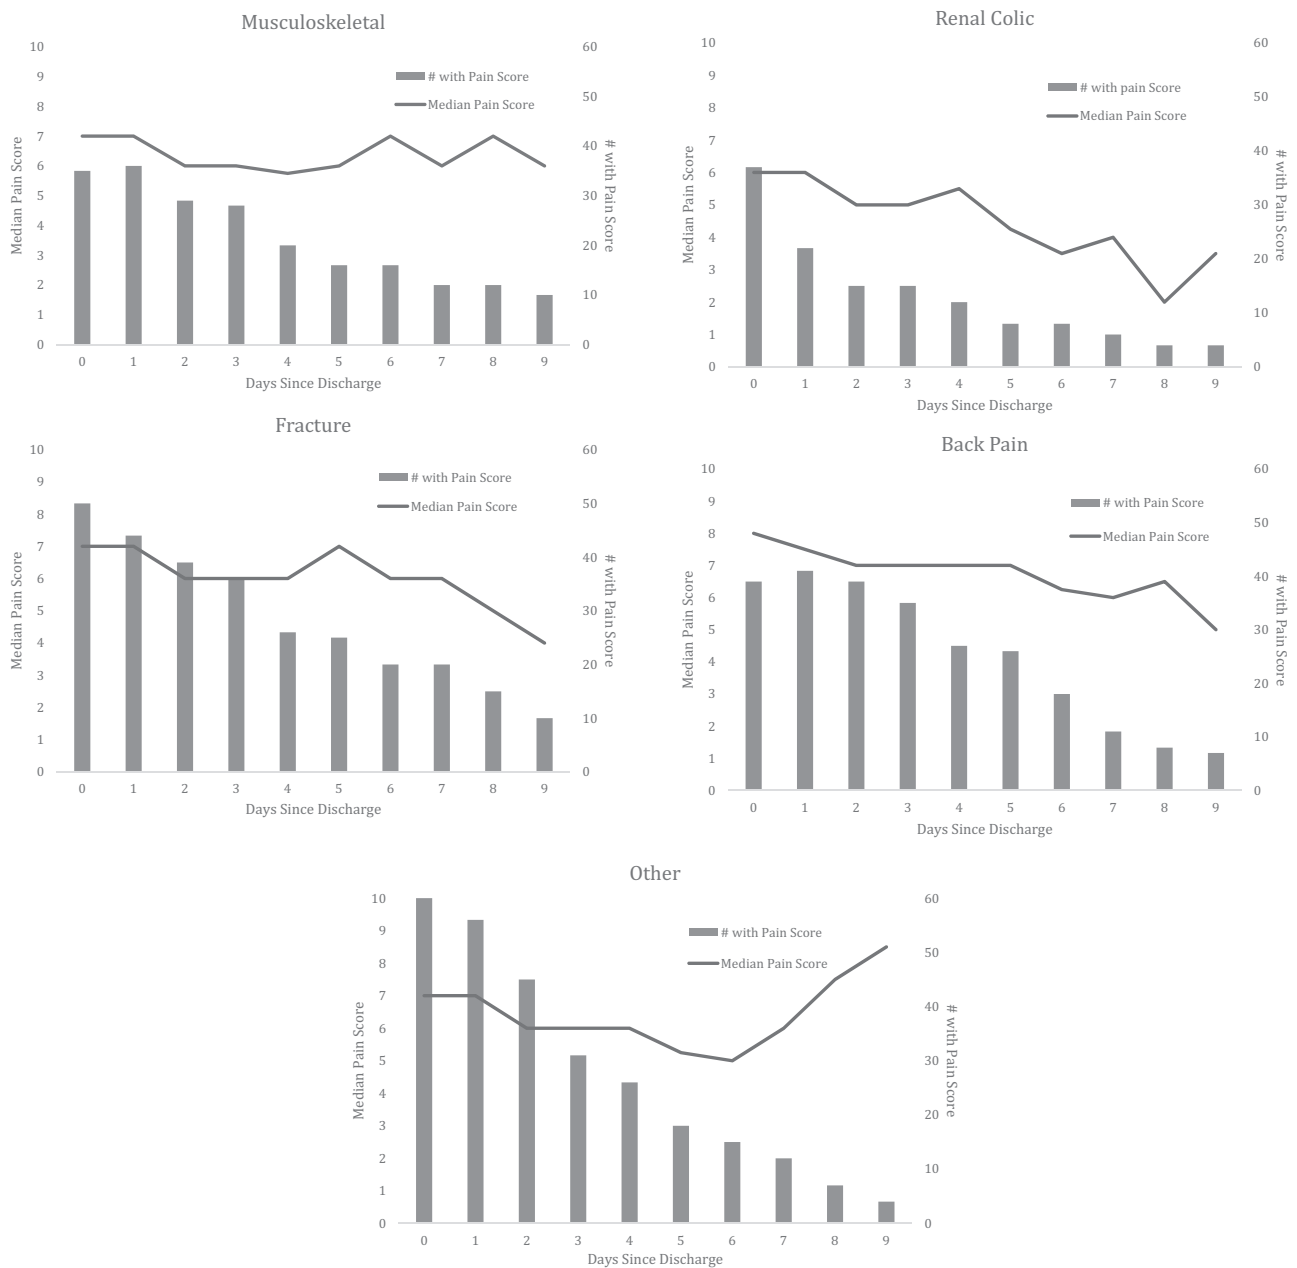 Musculoskeletal
10
9
8
7
6
5
4
3
2
1
0
Median Pain Score
60
50
40
30
20
10
0
# with Pain Score
# with Pain Score
Median Pain Score
0 1 2 3 4 5 6 7 8 9
Days Since Discharge
Renal Colic
10
9
8
7
6
5
4
3
2
1
0
Median Pain Score
60
50
40
30
20
10
0
# with Pain Score
# with pain Score
Median Pain Score
0 1 2 3 4 5 6 7 8 9
Days Since Discharge
Fracture
10
9
8
7
6
5
4
3
2
1
0
Median Pain Score
60
50
40
30
20
10
0
# with Pain Score
# with Pain Score
Median Pain Score
0 1 2 3 4 5 6 7 8 9
Days Since Discharge
Back Pain
10
9
8
7
6
5
4
3
2
1
0
Median Pain Score
60
50
40
30
20
10
0
# with Pain Score
# with Pain Score
Median Pain Score
0 1 2 3 4 5 6 7 8 9
Days Since Discharge
Other
10
9
8
7
6
5
4
3
2
1
0
Median Pain Score
60
50
40
30
20
10
0
# with Pain Score
# with Pain Score
Median Pain Score
0 1 2 3 4 5 6 7 8 9
Days Since Discharge